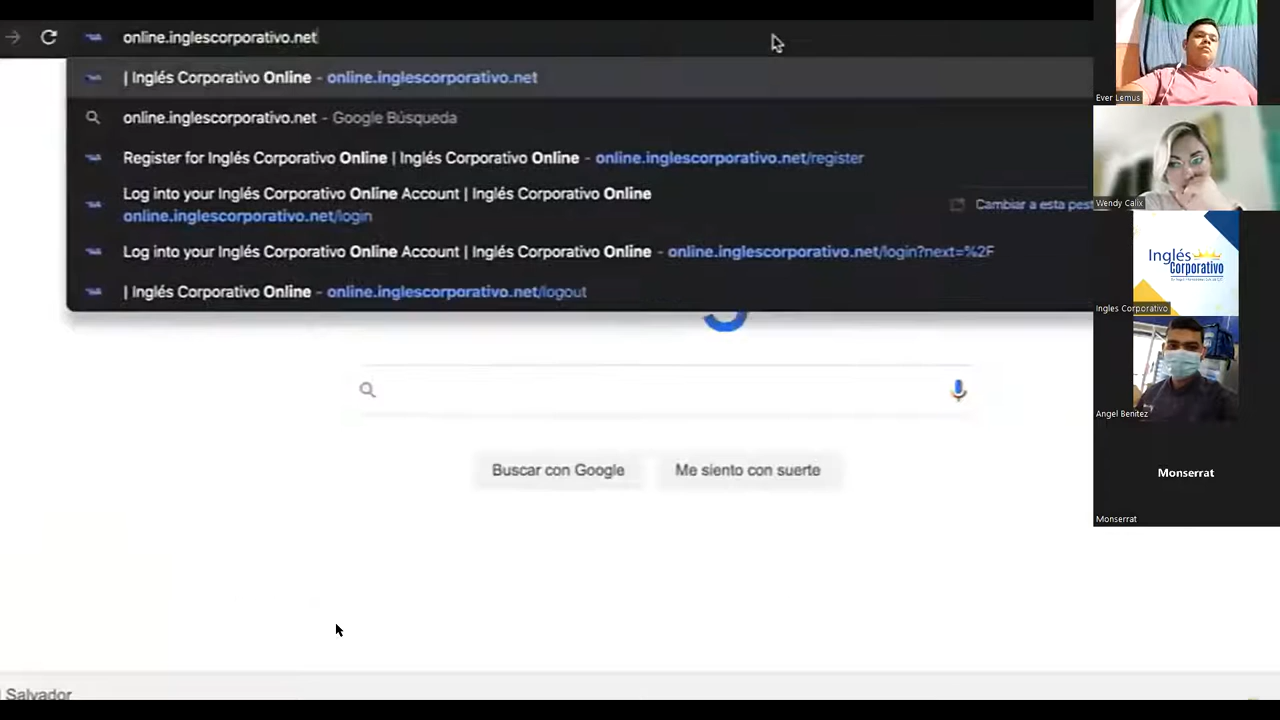 online.inglescorporativo.net
| Inglés Corporativo Online - online.inglescorporativo.net
online.inglescorporativo.net - Google Búsqueda
Register for Inglés Corporativo Online | Inglés Corporativo Online - online.inglescorporativo.net/register
Log into your Inglés Corporativo Online Account | Inglés Corporativo Online
online.inglescorporativo.net/login
Cambiar a esta pest
Log into your Inglés Corporativo Online Account | Inglés Corporativo Online - online.inglescorporativo.net/login?next=%2F
| Inglés Corporativo Online - online.inglescorporativo.net/logout
Buscar con Google
Me siento con suerte
Salvador
Ever Lemus
Wendy Calix
Inglés
Corporativo
Ingles Corporativo
Angel Benitez
Monserrat
Monserrat